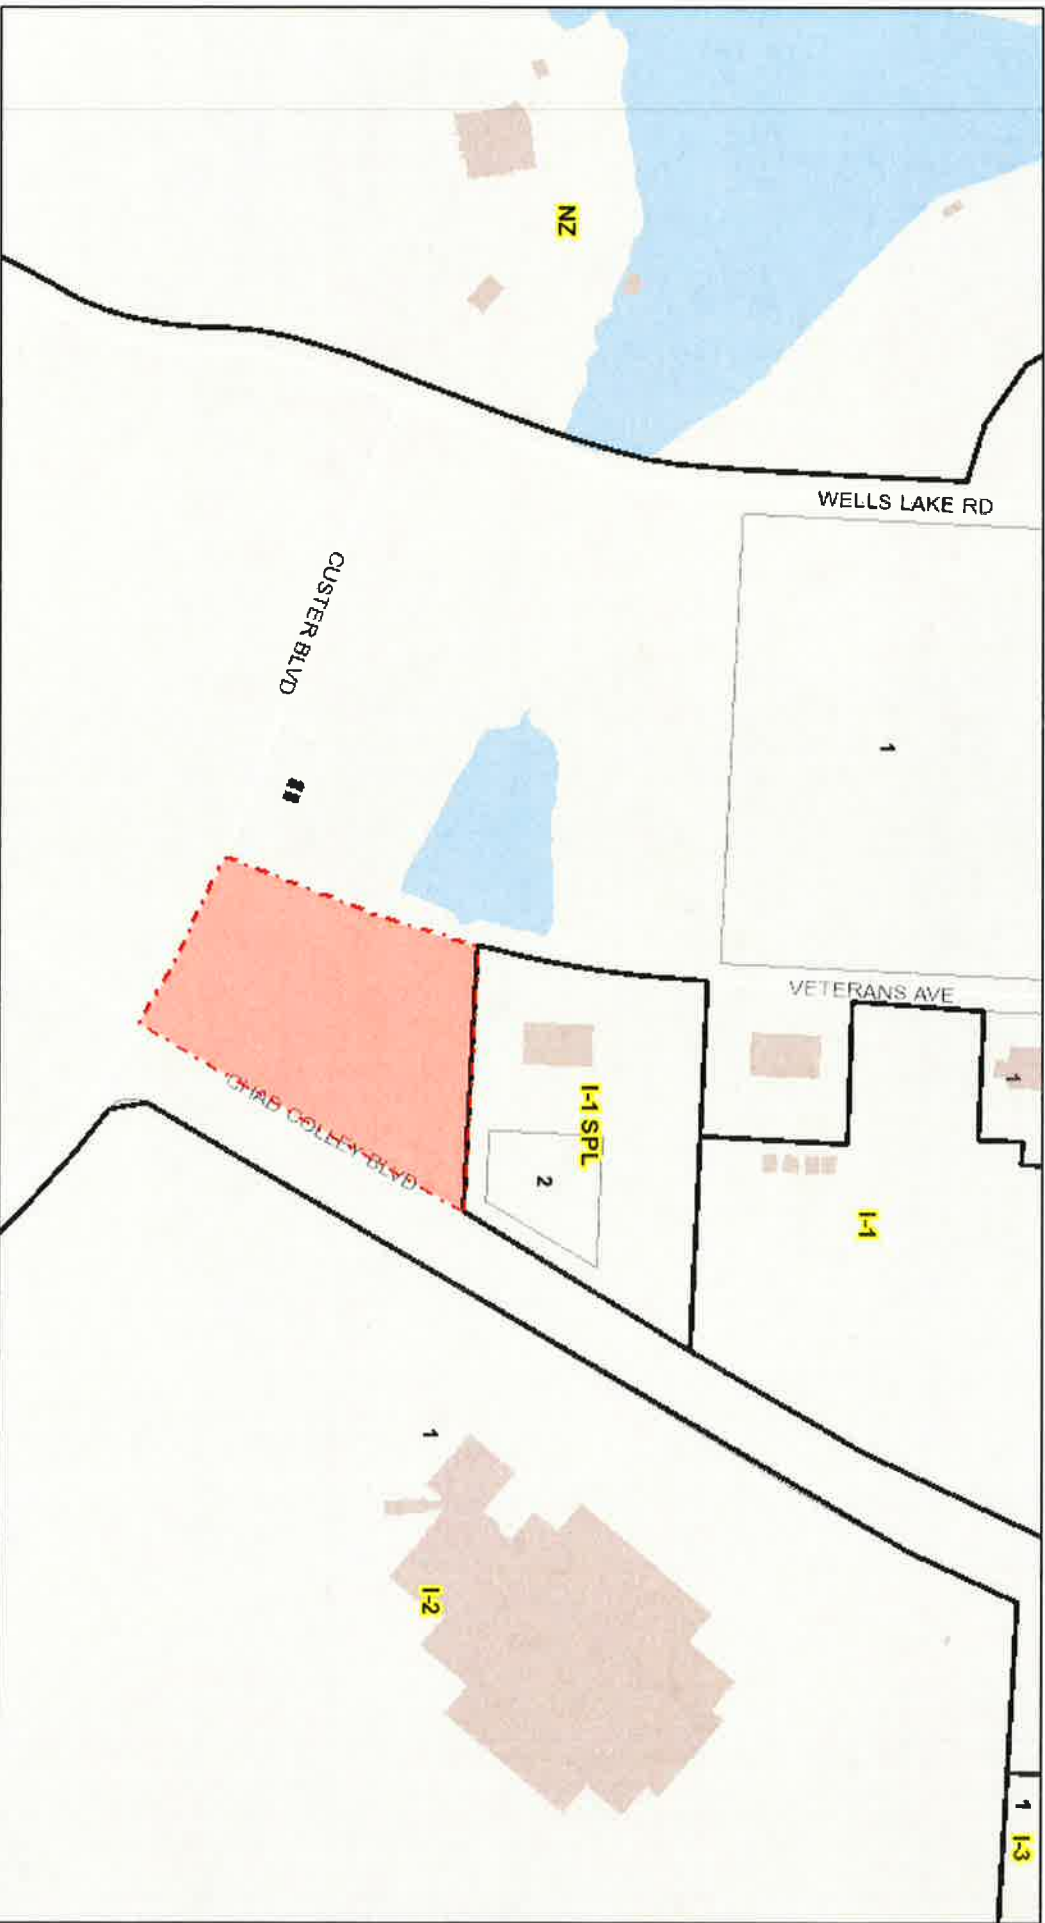 I-3
1
1
WELLS LAKE RD
1
VETERANS AVE
I-1
I-1 SPL
NZ
2
1
I-2
CUSTER BLVD
CHAD COLLEY BLVD